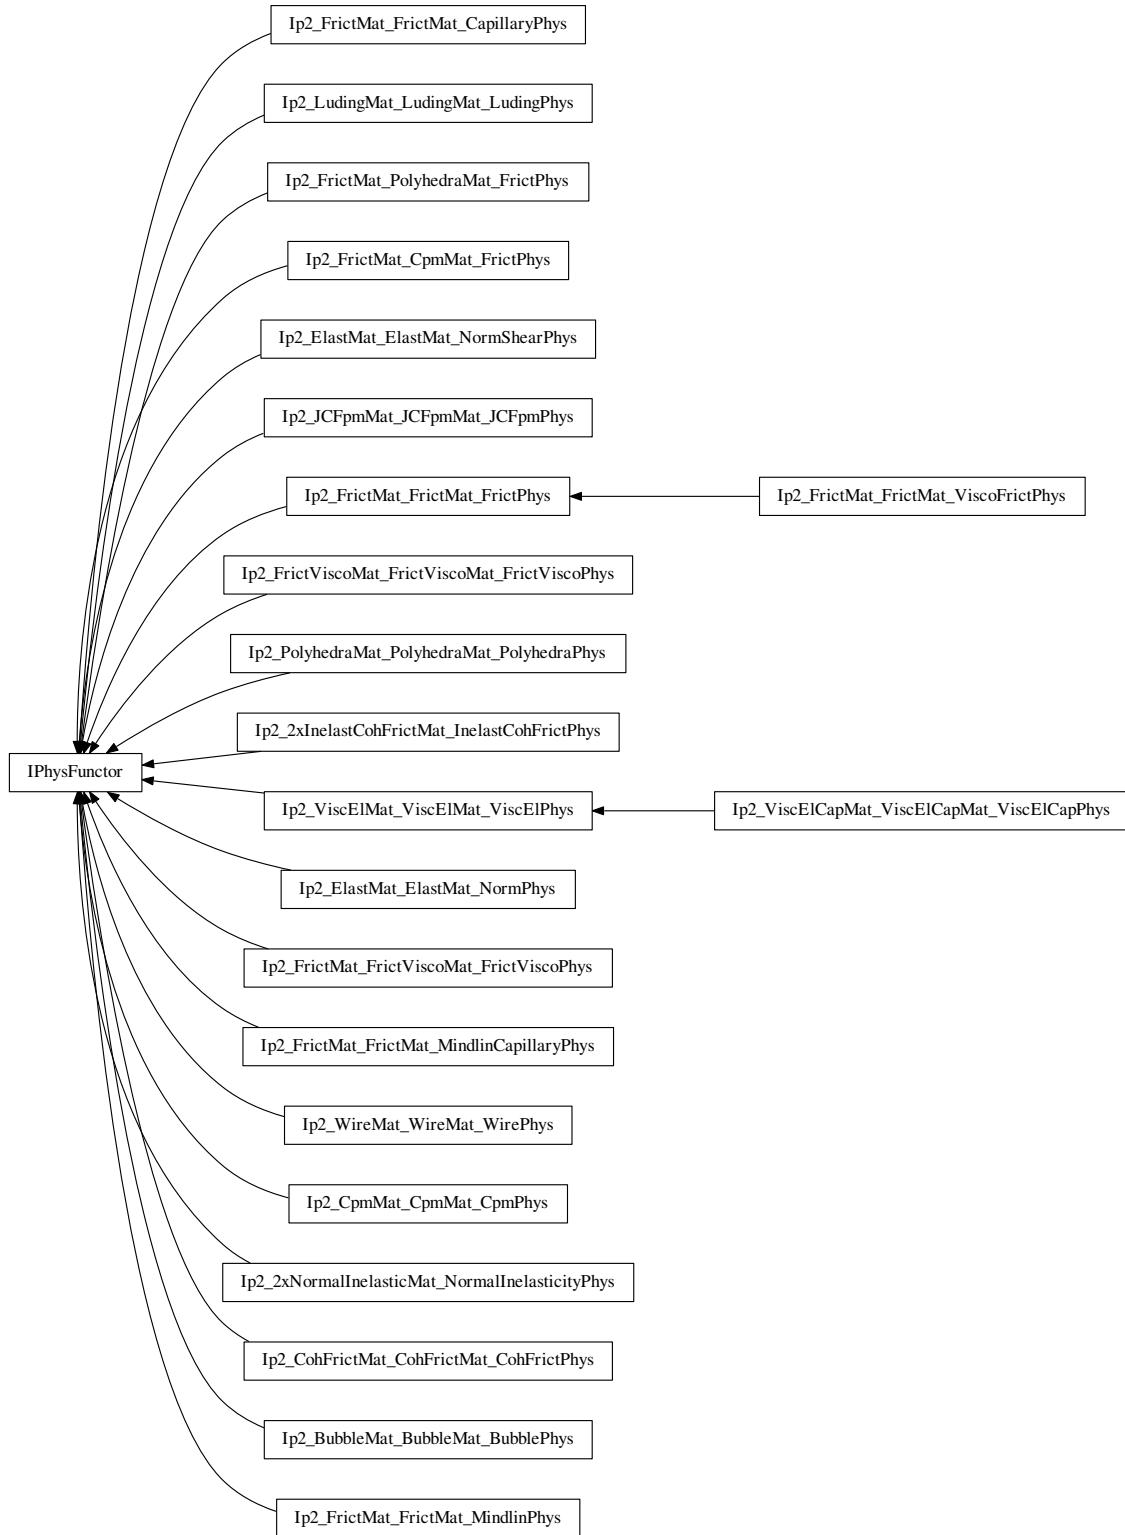 Ip2_FrictMat_FrictMat_CapillaryPhys
Ip2_LudingMat_LudingMat_LudingPhys
Ip2_FrictMat_PolyhedraMat_FrictPhys
Ip2_FrictMat_CpmMat_FrictPhys
Ip2_ElastMat_ElastMat_NormShearPhys
Ip2_JCFpmMat_JCFpmMat_JCFpmPhys
Ip2_FrictMat_FrictMat_FrictPhys
Ip2_FrictMat_FrictMat_ViscoFrictPhys
Ip2_FrictViscoMat_FrictViscoMat_FrictViscoPhys
Ip2_PolyhedraMat_PolyhedraMat_PolyhedraPhys
Ip2_2xInelastCohFrictMat_InelastCohFrictPhys
IPhysFunctor
Ip2_ViscElMat_ViscElMat_ViscElPhys
Ip2_ViscElCapMat_ViscElCapMat_ViscElCapPhys
Ip2_ElastMat_ElastMat_NormPhys
Ip2_FrictMat_FrictViscoMat_FrictViscoPhys
Ip2_FrictMat_FrictMat_MindlinCapillaryPhys
Ip2_WireMat_WireMat_WirePhys
Ip2_CpmMat_CpmMat_CpmPhys
Ip2_2xNormalInelasticMat_NormalInelasticityPhys
Ip2_CohFrictMat_CohFrictMat_CohFrictPhys
Ip2_BubbleMat_BubbleMat_BubblePhys
Ip2_FrictMat_FrictMat_MindlinPhys